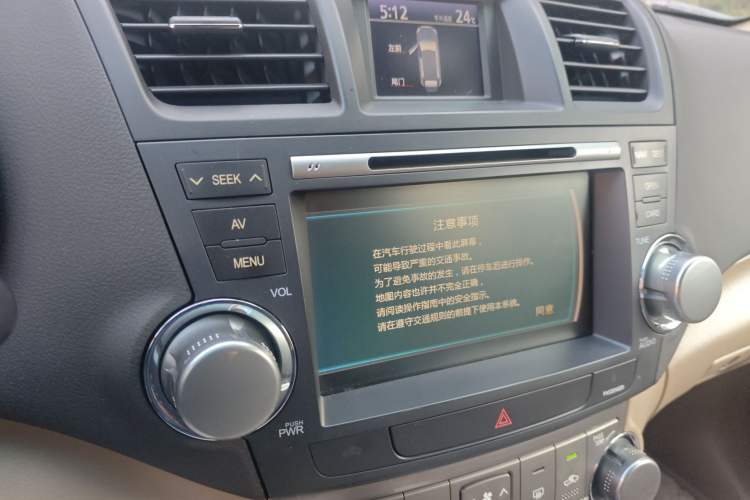 5:12
24℃
左前
尾门
SEEK
AV
MENU
VOL
PUSH
PWR
TUNE
注意事项
在汽车行驶过程中看此屏幕，
可能导致严重的交通事故。
为了避免事故的发生，请在停车后进行操作。
地图内容也许并不完全正确，
请阅读操作指南中的安全指示。
请在遵守交通规则的前提下使用本系统。
同意